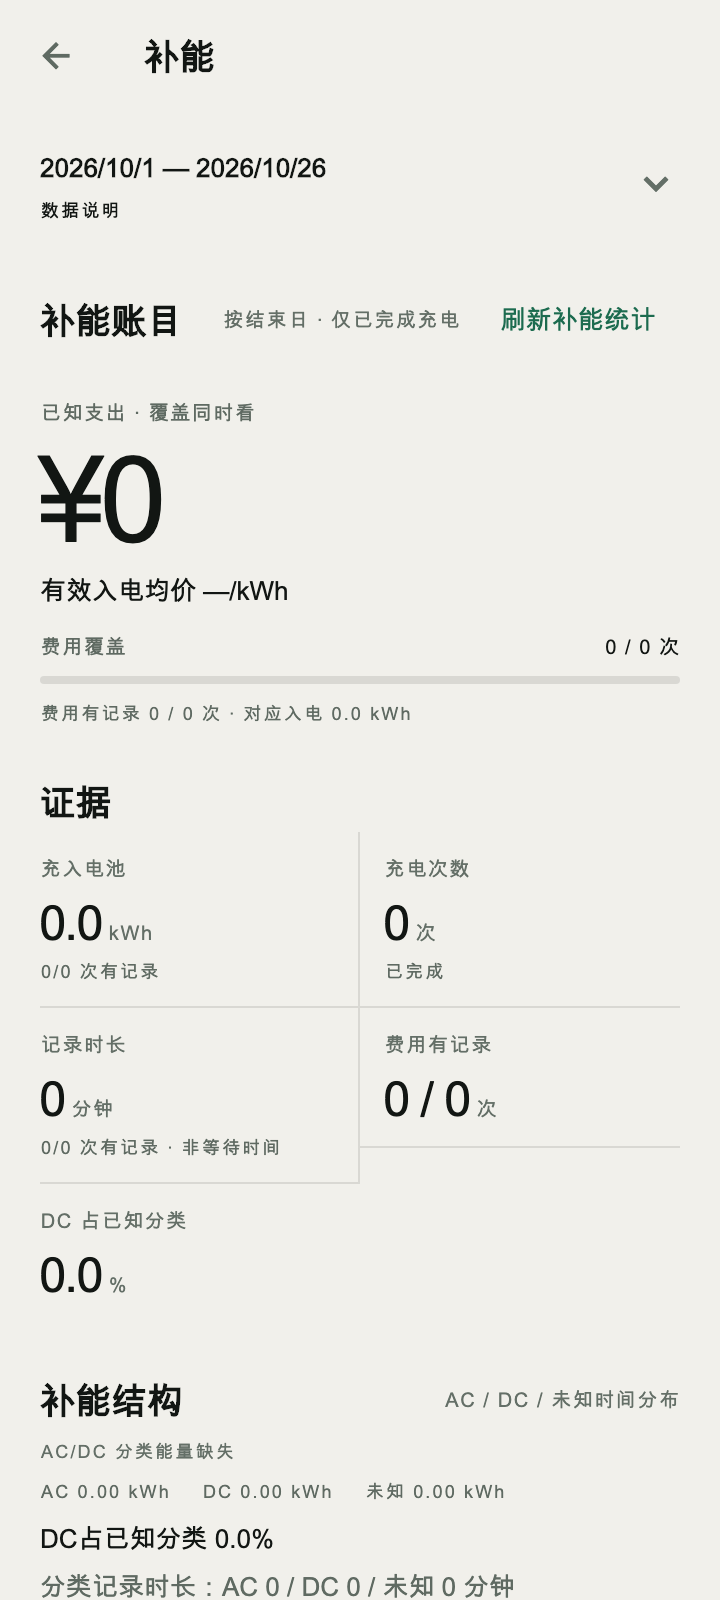 补能
2026/10/1 — 2026/10/26
数据说明
补能账目 按结束日 · 仅已完成充电 刷新补能统计
已知支出 · 覆盖同时看
¥0
有效入电均价 —/kWh
费用覆盖 0 / 0 次
费用有记录 0 / 0 次 · 对应入电 0.0 kWh
证据
充入电池 充电次数
0.0 kWh 0 次
0/0 次有记录 已完成
记录时长 费用有记录
0 分钟 0 / 0 次
0/0 次有记录 · 非等待时间
DC 占已知分类
0.0 %
补能结构 AC / DC / 未知时间分布
AC/DC 分类能量缺失
AC 0.00 kWh DC 0.00 kWh 未知 0.00 kWh
DC占已知分类 0.0%
分类记录时长：AC 0 / DC 0 / 未知 0 分钟